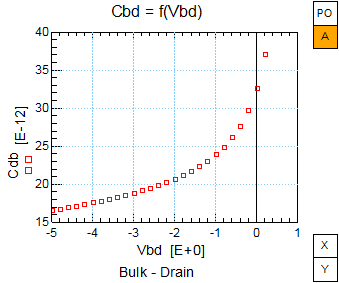 Cbd = f(Vbd)
PO
A
40
35
30
25
20
15
Cdb [E-12]
-5 -4 -3 -2 -1 0 1
Vbd [E+0]
Bulk - Drain
X
Y